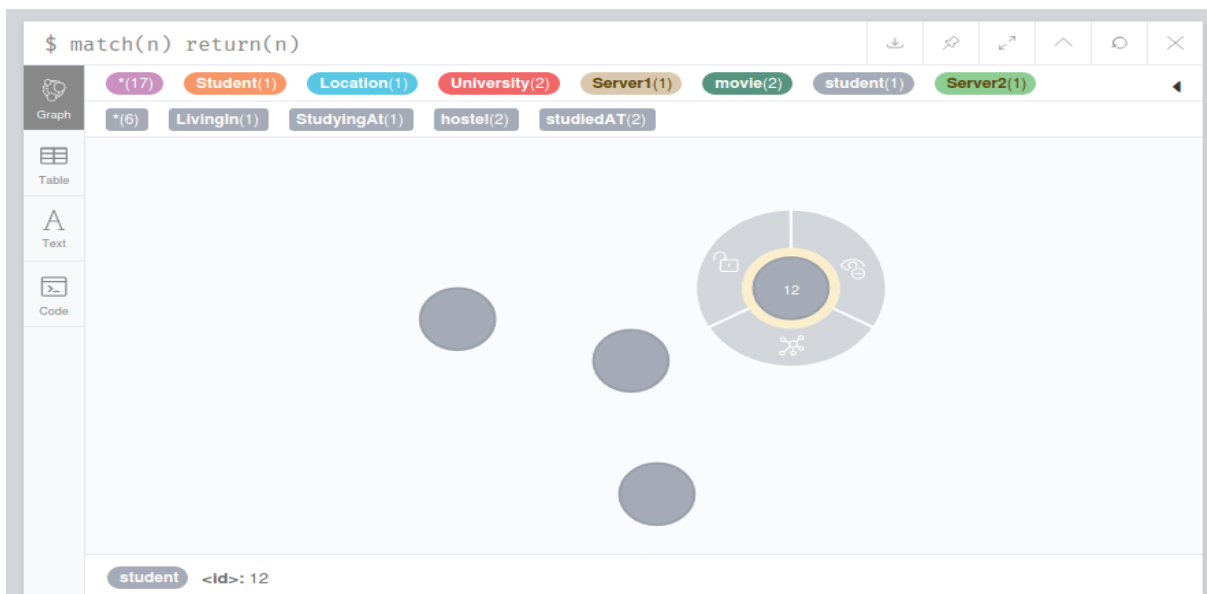 $ match(n) return(n)
*(17) Student(1) Location(1) University(2) Server1(1) movie(2) student(1) Server2(1)
Graph
*(6) LivingIn(1) StudyingAt(1) hostel(2) studiedAT(2)
Table
A
Text
Code
12
student <id>: 12